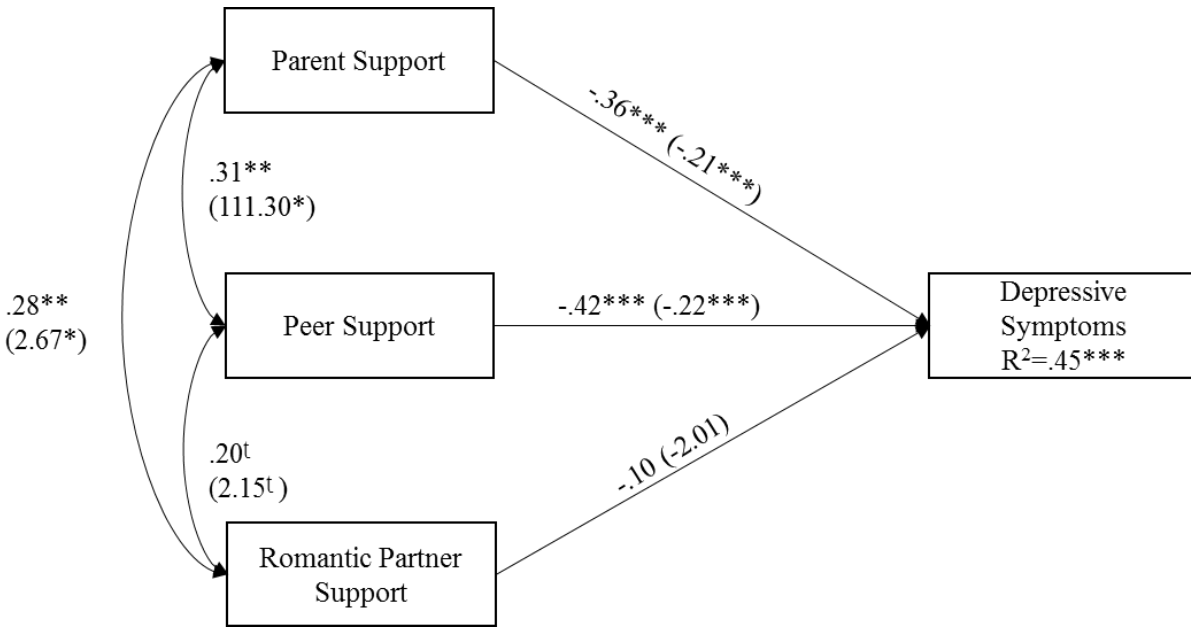 Parent Support
-.36*** (-.21***)
.31**
(111.30*)
.28**
(2.67*)
Peer Support
-.42*** (-.22***)
Depressive
Symptoms
R²=.45***
.20ᵗ
(2.15ᵗ)
-.10 (-2.01)
Romantic Partner
Support